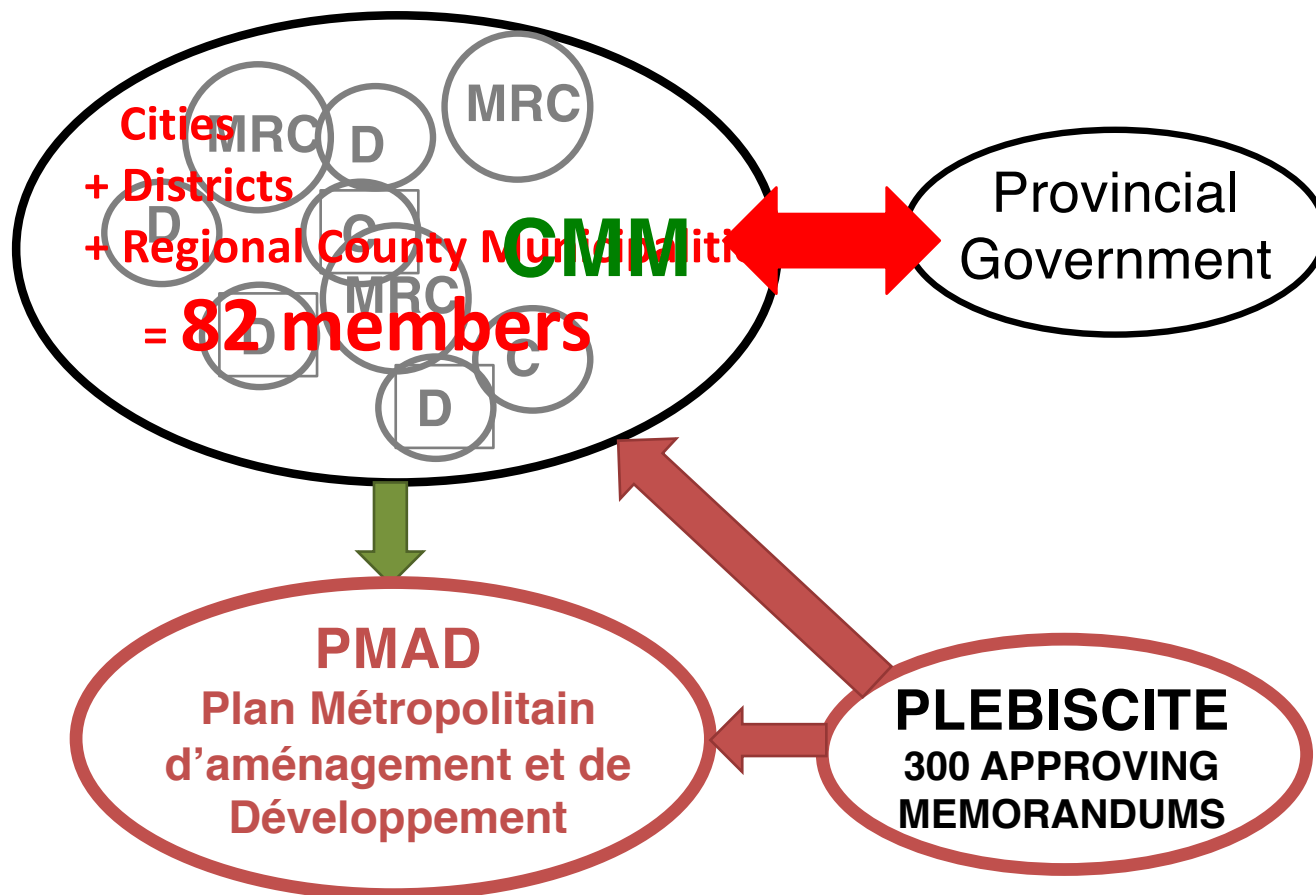 MRC
Cities
MRC
D
+ Districts
D
C
+ Regional County Municipaliti
CMM
MRC
= 82 members
D
C
D
Provincial
Government
PMAD
Plan Métropolitain
d’aménagement et de
Développement
PLEBISCITE
300 APPROVING
MEMORANDUMS